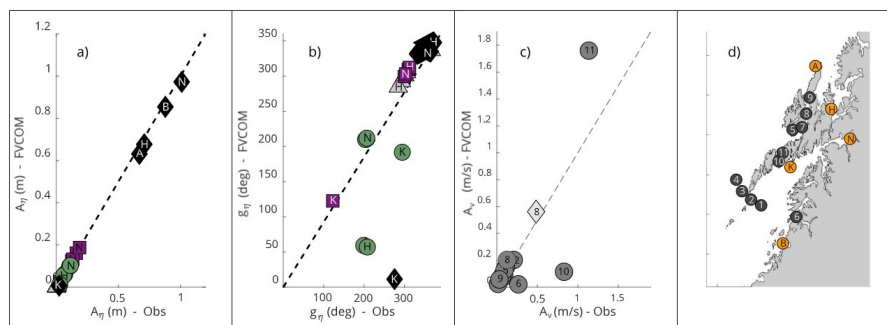 a)
1.2
1
0.8
0.6
0.4
0.2
0
0.5
1
Aη (m) - FVCOM
Aη (m) - Obs
N
B
H
A
N
N
K
b)
350
300
250
200
150
100
50
0
100
200
300
gη (deg) - FVCOM
gη (deg) - Obs
H
N
H
N
H
N
K
K
H
K
c)
1.8
1.6
1.4
1.2
1
0.8
0.6
0.4
0.2
0
0.5
1
1.5
Av (m/s) - FVCOM
Av(m/s) - Obs
11
8
8
2
10
9
6
d)
A
9
H
8
7
5
N
11
10
K
4
3
2
1
6
B